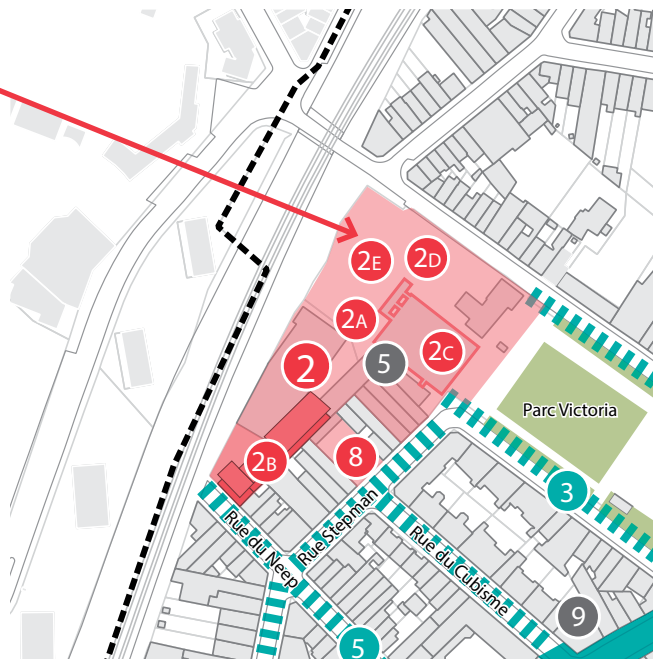 2E
2D
2A
2C
5
2
Parc Victoria
2B
8
3
Rue Stepman
Rue du Neep
Rue du Cubisme
9
5